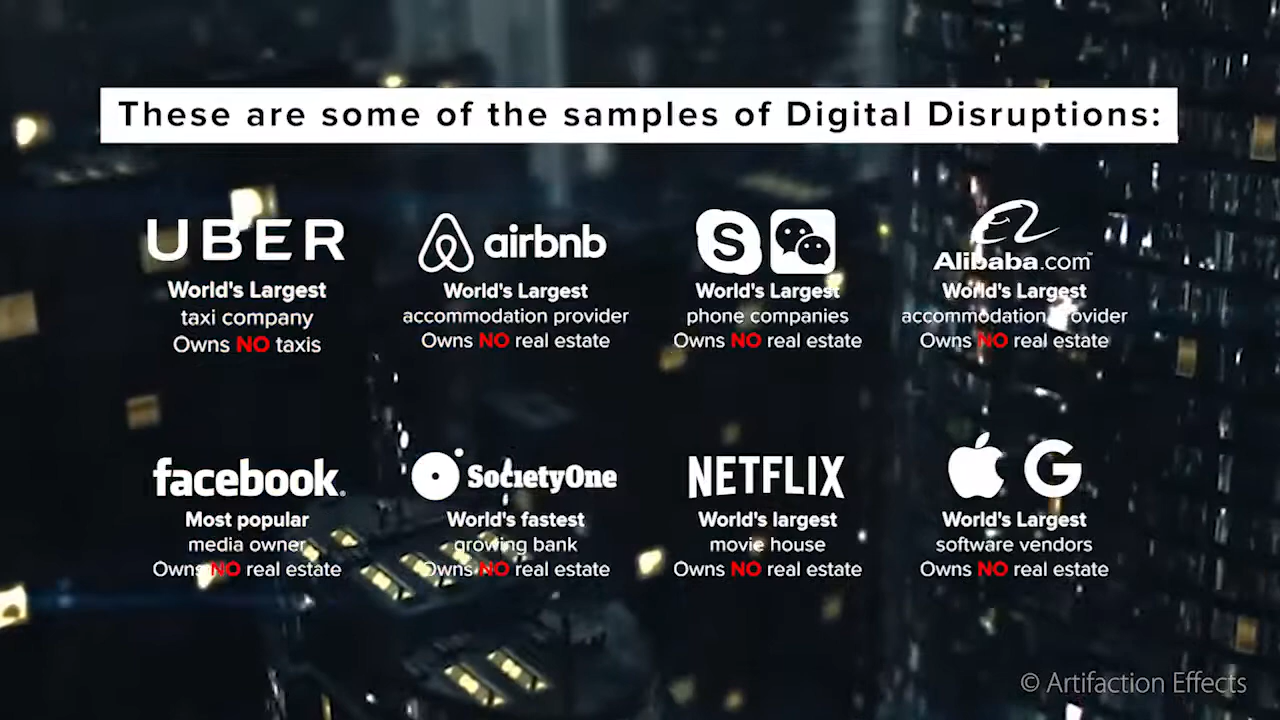 These are some of the samples of Digital Disruptions:
UBER
World's Largest
taxi company
Owns NO taxis
airbnb
World's Largest
accommodation provider
Owns NO real estate
S
World's Largest
phone companies
Owns NO real estate
Alibaba.com™
World's Largest
accommodation provider
Owns NO real estate
facebook.
Most popular
media owner
Owns NO real estate
SocietyOne
World's fastest
growing bank
Owns NO real estate
NETFLIX
World's largest
movie house
Owns NO real estate
G
World's Largest
software vendors
Owns NO real estate
© Artifaction Effects